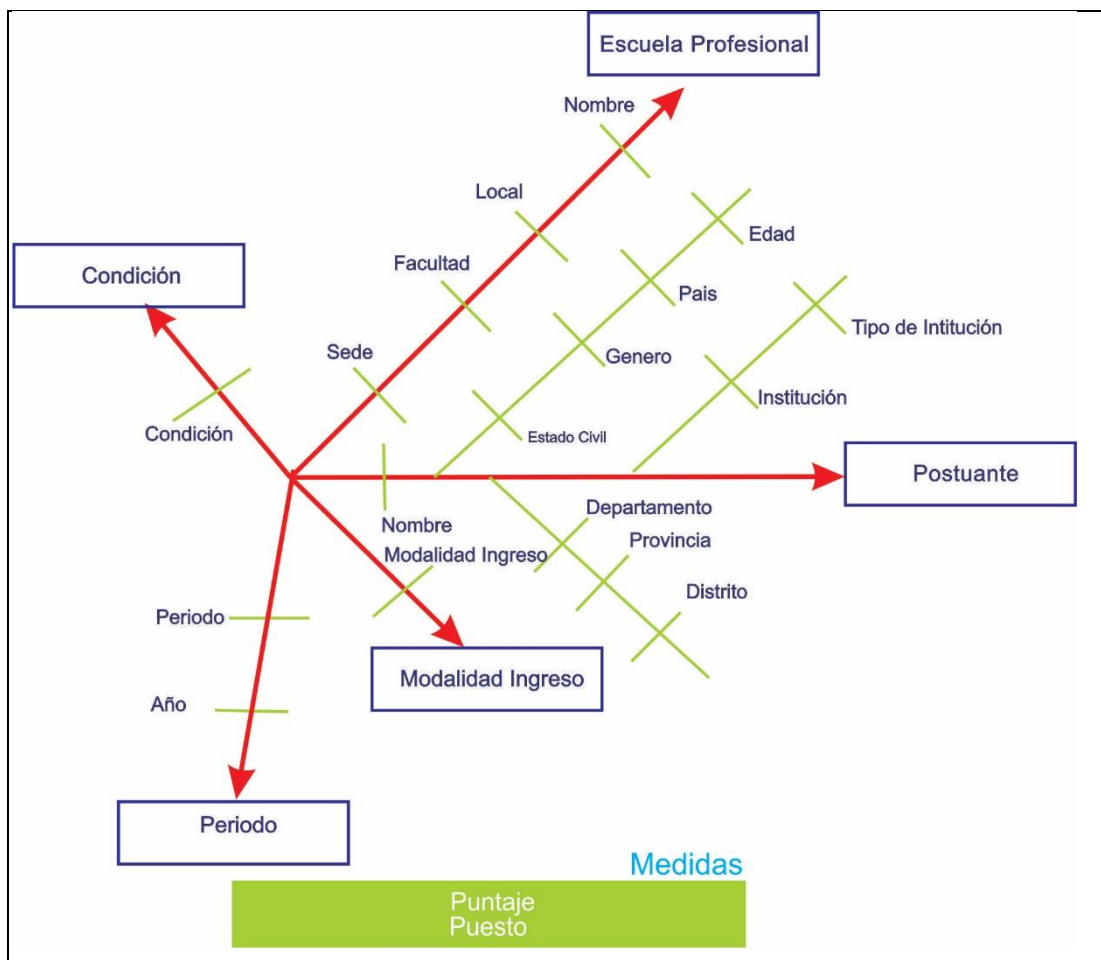 Escuela Profesional
Nombre
Local
Edad
Condición
Facultad
Pais
Tipo de Intitución
Sede
Genero
Institución
Condición
Estado Civil
Postuante
Nombre
Departamento
Modalidad Ingreso
Provincia
Distrito
Periodo
Modalidad Ingreso
Año
Periodo
Medidas
Puntaje
Puesto